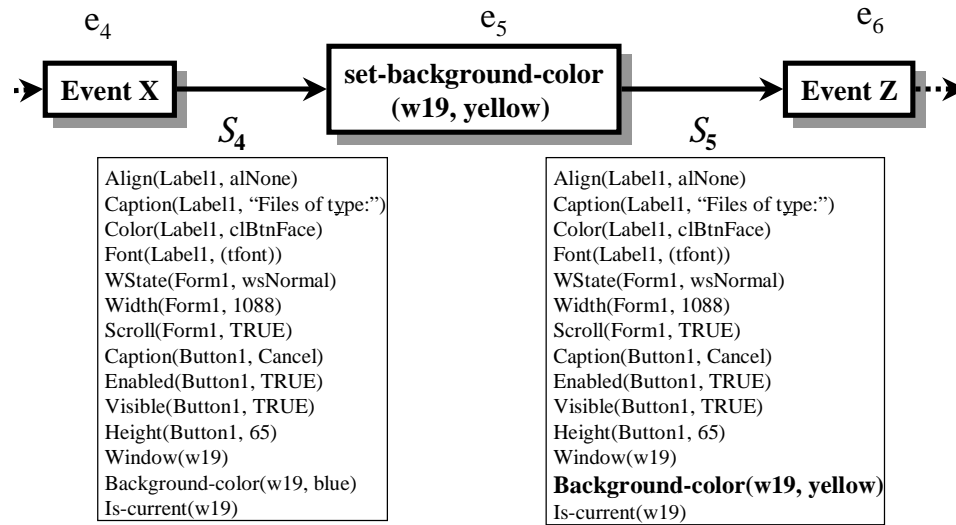 e4
e5
e6
Event X
set-background-color
(w19, yellow)
Event Z
S4
S5
Align(Label1, alNone)
Caption(Label1, “Files of type:”)
Color(Label1, clBtnFace)
Font(Label1, (tfont))
WState(Form1, wsNormal)
Width(Form1, 1088)
Scroll(Form1, TRUE)
Caption(Button1, Cancel)
Enabled(Button1, TRUE)
Visible(Button1, TRUE)
Height(Button1, 65)
Window(w19)
Background-color(w19, blue)
Is-current(w19)
Align(Label1, alNone)
Caption(Label1, “Files of type:”)
Color(Label1, clBtnFace)
Font(Label1, (tfont))
WState(Form1, wsNormal)
Width(Form1, 1088)
Scroll(Form1, TRUE)
Caption(Button1, Cancel)
Enabled(Button1, TRUE)
Visible(Button1, TRUE)
Height(Button1, 65)
Window(w19)
Background-color(w19, yellow)
Is-current(w19)